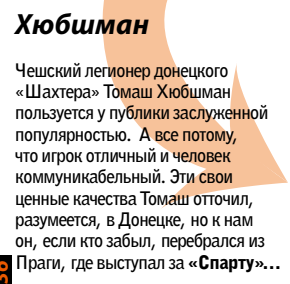 Хюбшман
Чешский легионер донецкого
«Шахтера» Томаш Хюбшман
пользуется у публики заслуженной
популярностью. А все потому,
что игрок отличный и человек
коммуникабельный. Эти свои
ценные качества Томаш отточил,
разумеется, в Донецке, но к нам
он, если кто забыл, перебрался из
Праги, где выступал за «Спарту»...